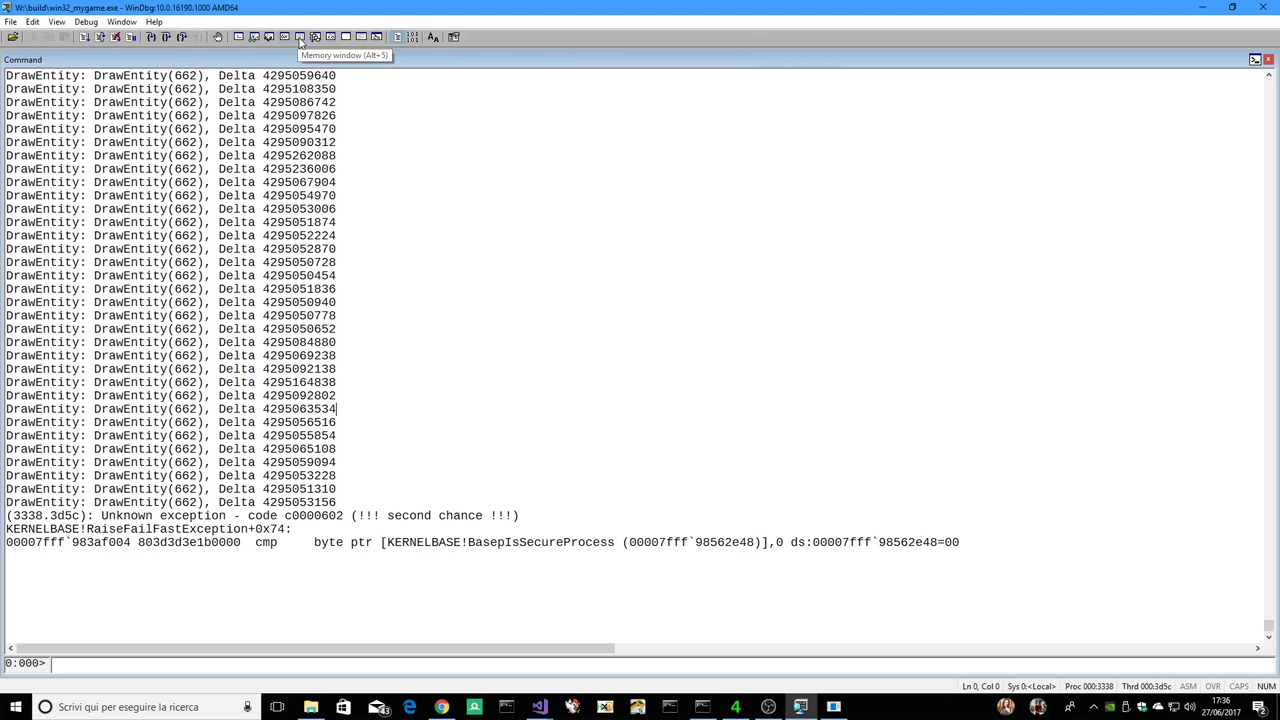 W:\build\win32_mygame.exe - WinDbg:10.0.16190.1000 AMD64
File Edit View Debug Window Help
Memory window (Alt+5)
Command
DrawEntity: DrawEntity(662), Delta 4295059640
DrawEntity: DrawEntity(662), Delta 4295108350
DrawEntity: DrawEntity(662), Delta 4295086742
DrawEntity: DrawEntity(662), Delta 4295097826
DrawEntity: DrawEntity(662), Delta 4295095470
DrawEntity: DrawEntity(662), Delta 4295090312
DrawEntity: DrawEntity(662), Delta 4295262088
DrawEntity: DrawEntity(662), Delta 4295236006
DrawEntity: DrawEntity(662), Delta 4295067904
DrawEntity: DrawEntity(662), Delta 4295054970
DrawEntity: DrawEntity(662), Delta 4295053006
DrawEntity: DrawEntity(662), Delta 4295051874
DrawEntity: DrawEntity(662), Delta 4295052224
DrawEntity: DrawEntity(662), Delta 4295052870
DrawEntity: DrawEntity(662), Delta 4295050728
DrawEntity: DrawEntity(662), Delta 4295050454
DrawEntity: DrawEntity(662), Delta 4295051836
DrawEntity: DrawEntity(662), Delta 4295050940
DrawEntity: DrawEntity(662), Delta 4295050778
DrawEntity: DrawEntity(662), Delta 4295050652
DrawEntity: DrawEntity(662), Delta 4295084880
DrawEntity: DrawEntity(662), Delta 4295069238
DrawEntity: DrawEntity(662), Delta 4295092138
DrawEntity: DrawEntity(662), Delta 4295164838
DrawEntity: DrawEntity(662), Delta 4295092802
DrawEntity: DrawEntity(662), Delta 4295063534
DrawEntity: DrawEntity(662), Delta 4295056516
DrawEntity: DrawEntity(662), Delta 4295055854
DrawEntity: DrawEntity(662), Delta 4295065108
DrawEntity: DrawEntity(662), Delta 4295059094
DrawEntity: DrawEntity(662), Delta 4295053228
DrawEntity: DrawEntity(662), Delta 4295051310
DrawEntity: DrawEntity(662), Delta 4295053156
(3338.3d5c): Unknown exception - code c0000602 (!!! second chance !!!)
KERNELBASE!RaiseFailFastException+0x74:
00007fff`983af004 803d3d3e1b0000 cmp byte ptr [KERNELBASE!BasepIsSecureProcess (00007fff`98562e48)],0 ds:00007fff`98562e48=00
0:000>
Ln 0, Col 0 Sys 0:<Local> Proc 000:3338 Thrd 000:3d5c ASM OVR CAPS NUM
Scrivi qui per eseguire la ricerca
17:36
27/06/2017